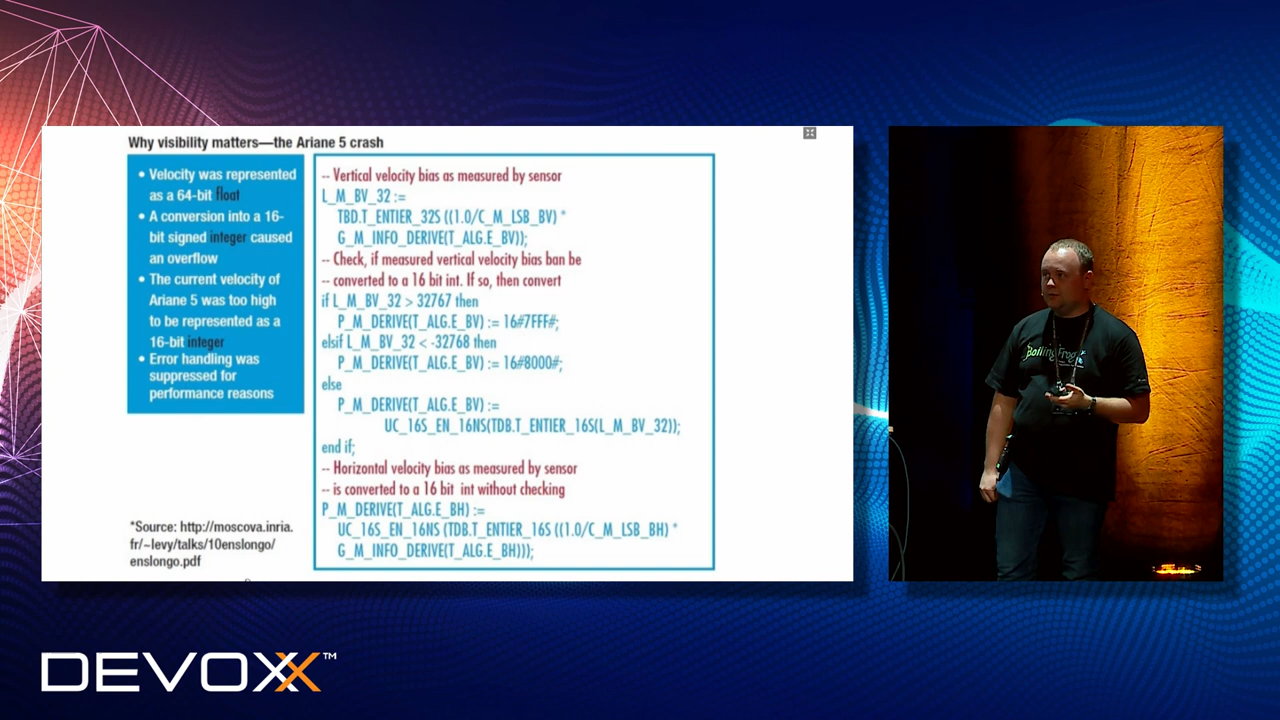 Why visibility matters—the Ariane 5 crash
• Velocity was represented
as a 64-bit float
• A conversion into a 16-
bit signed integer caused
an overflow
• The current velocity of
Ariane 5 was too high
to be represented as a
16-bit integer
• Error handling was
suppressed for
performance reasons
*Source: http://moscova.inria.
fr/~levy/talks/10enslongo/
enslongo.pdf
-- Vertical velocity bias as measured by sensor
L_M_BV_32 :=
TBD.T_ENTIER_32S ((1.0/C_M_LSB_BV) *
G_M_INFO_DERIVE(T_ALG.E_BV));
-- Check, if measured vertical velocity bias ban be
-- converted to a 16 bit int. If so, then convert
if L_M_BV_32 > 32767 then
P_M_DERIVE(T_ALG.E_BV) := 16#7FFF#;
elsif L_M_BV_32 < -32768 then
P_M_DERIVE(T_ALG.E_BV) := 16#8000#;
else
P_M_DERIVE(T_ALG.E_BV) :=
UC_16S_EN_16NS(TDB.T_ENTIER_16S(L_M_BV_32));
end if;
-- Horizontal velocity bias as measured by sensor
-- is converted to a 16 bit int without checking
P_M_DERIVE(T_ALG.E_BH) :=
UC_16S_EN_16NS (TDB.T_ENTIER_16S ((1.0/C_M_LSB_BH) *
G_M_INFO_DERIVE(T_ALG.E_BH)));
Boiling Frogs
DEVOXX™